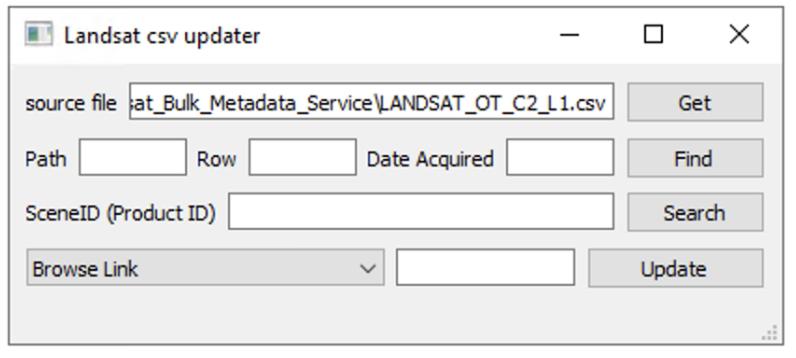 Landsat csv updater
source file sat_Bulk_Metadata_Service\LANDSAT_OT_C2_L1.csv Get
Path Row Date Acquired Find
SceneID (Product ID) Search
Browse Link Update